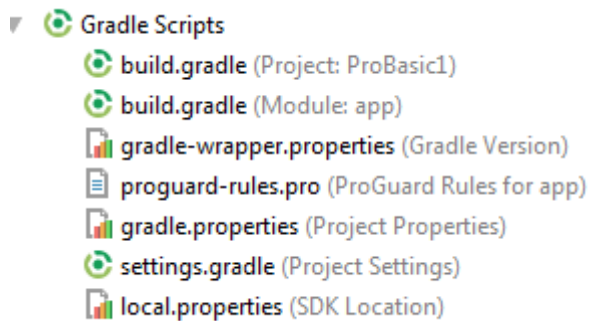 Gradle Scripts
build.gradle (Project: ProBasic1)
build.gradle (Module: app)
gradle-wrapper.properties (Gradle Version)
proguard-rules.pro (ProGuard Rules for app)
gradle.properties (Project Properties)
settings.gradle (Project Settings)
local.properties (SDK Location)